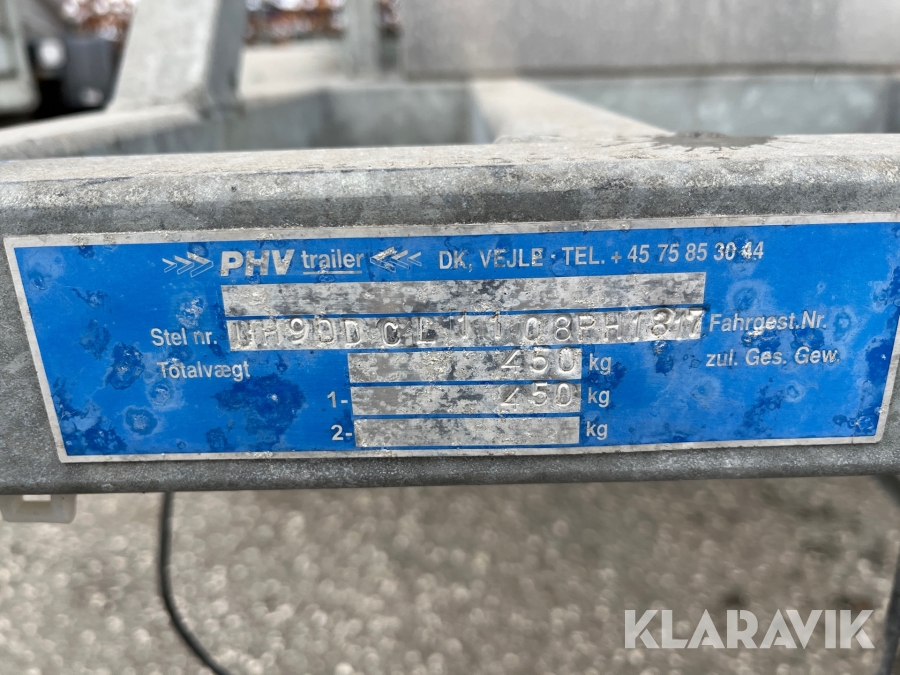 PHV trailer DK, VEJLE · TEL. + 45 75 85 30 44
Stel nr. UH90DCL1108PHT817 Fahrgest.Nr.
Totalvægt 450 kg zul. Ges. Gew.
1- 450 kg
2- kg
KLARAVIK